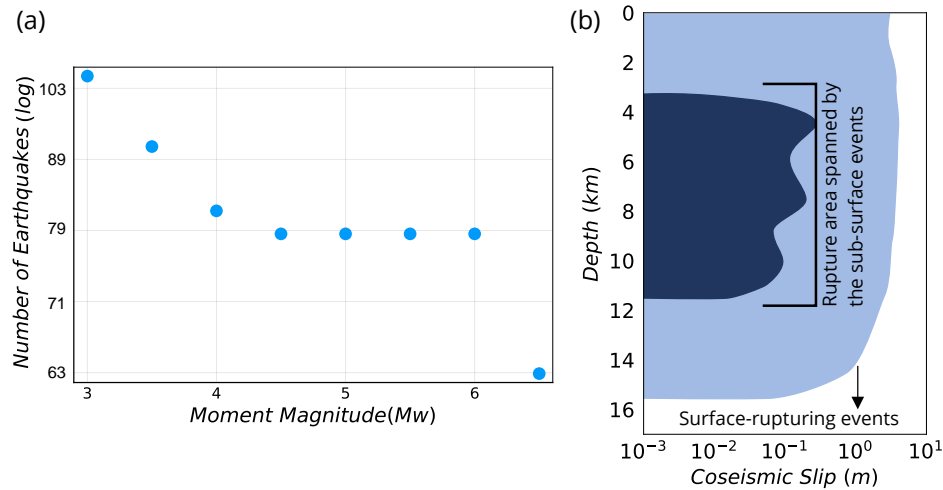 (a)
103
89
79
71
63
3
4
5
6
Number of Earthquakes (log)
Moment Magnitude(Mw)
(b)
0
2
4
6
8
10
12
14
16
Depth (km)
Rupture area spanned by
the sub-surface events
Surface-rupturing events
10⁻³
10⁻²
10⁻¹
10⁰
10¹
Coseismic Slip (m)